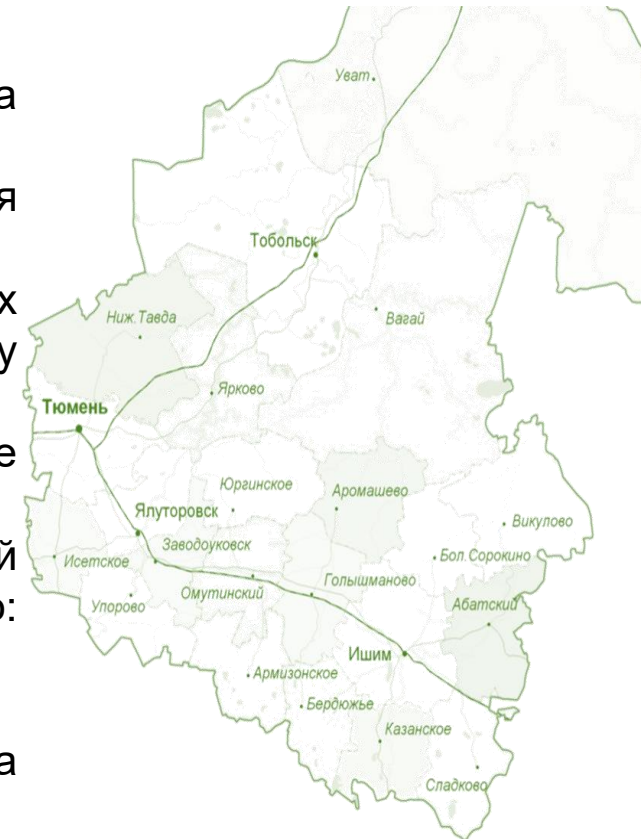 а
я
х
у
е
й
о:
а
Уват
Тобольск
Ниж.Тавда
Вагай
Ярково
Тюмень
Юргинское
Аромашево
Ялуторовск
Викулово
Заводоуковск
Бол.Сорокино
Исетское
Голышманово
Омутинский
Абатский
Упорово
Ишим
Армизонское
Бердюжье
Казанское
Сладково